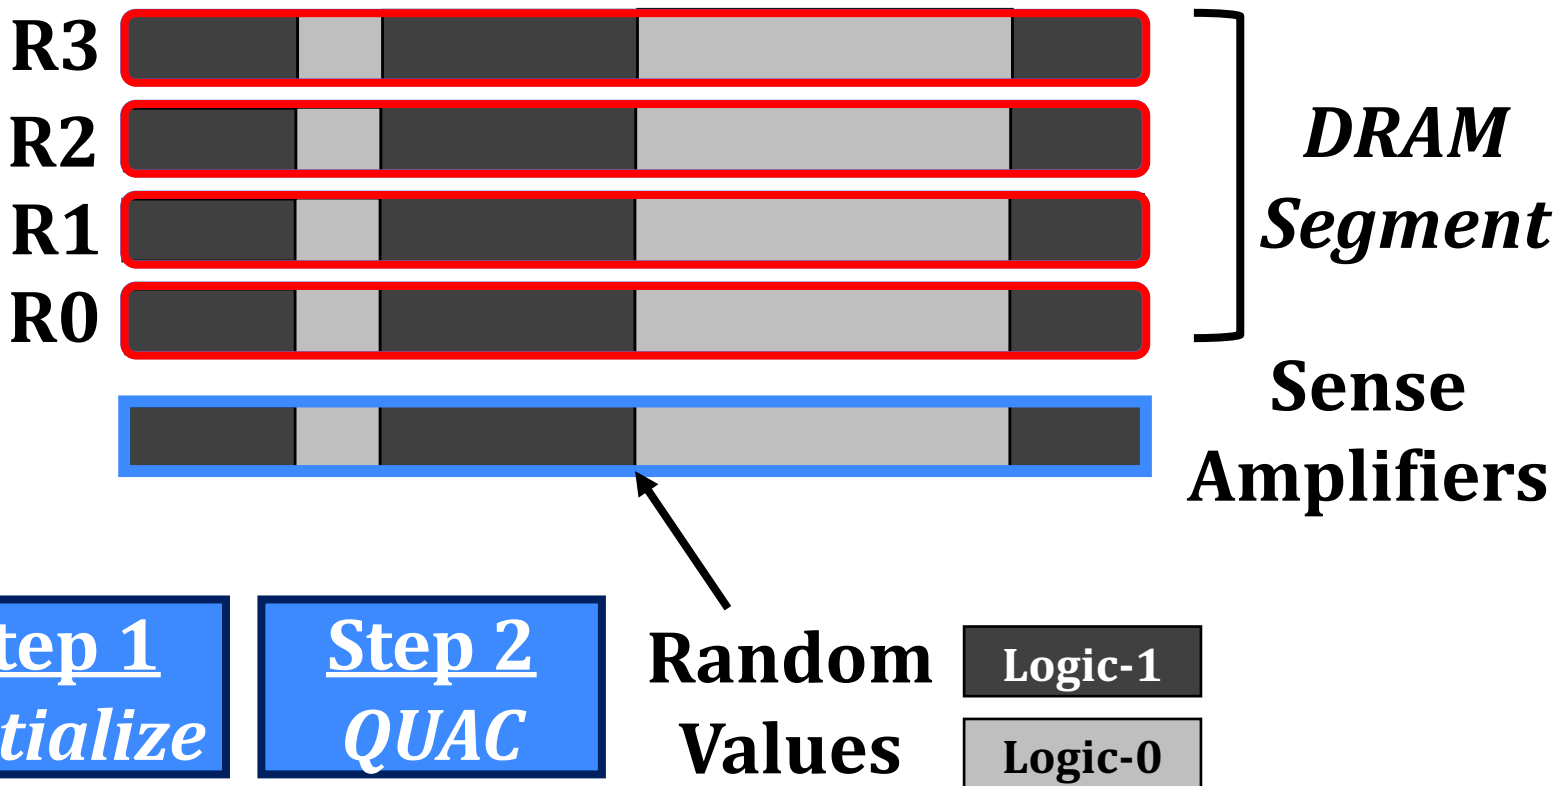 R3
R2
R1
R0
DRAM
Segment
Sense
Amplifiers
tep 1
tialize
Step 2
QUAC
Random
Values
Logic-1
Logic-0